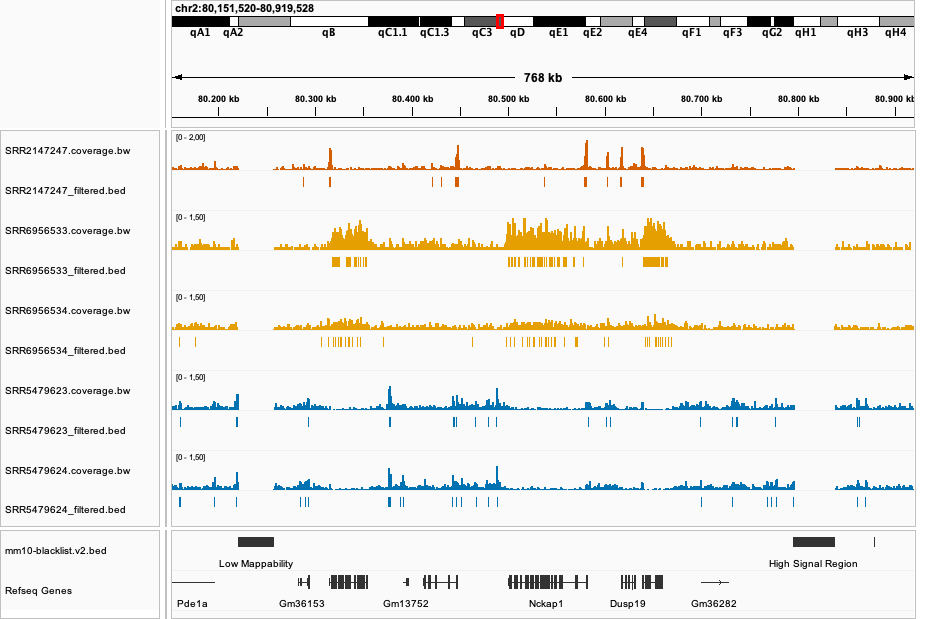 chr2:80,151,520-80,919,528
qA1 qA2 qB qC1.1 qC1.3 qC3 qD qE1 qE2 qE4 qF1 qF3 qG2 qH1 qH3 qH4
768 kb
80.200 kb 80.300 kb 80.400 kb 80.500 kb 80.600 kb 80.700 kb 80.800 kb 80.900 kb
[0 - 2,00]
SRR2147247.coverage.bw
SRR2147247_filtered.bed
[0 - 1,50]
SRR6956533.coverage.bw
SRR6956533_filtered.bed
[0 - 1,50]
SRR6956534.coverage.bw
SRR6956534_filtered.bed
[0 - 1,50]
SRR5479623.coverage.bw
SRR5479623_filtered.bed
[0 - 1,50]
SRR5479624.coverage.bw
SRR5479624_filtered.bed
mm10-blacklist.v2.bed
Low Mappability High Signal Region
Refseq Genes
Pde1a Gm36153 Gm13752 Nckap1 Dusp19 Gm36282